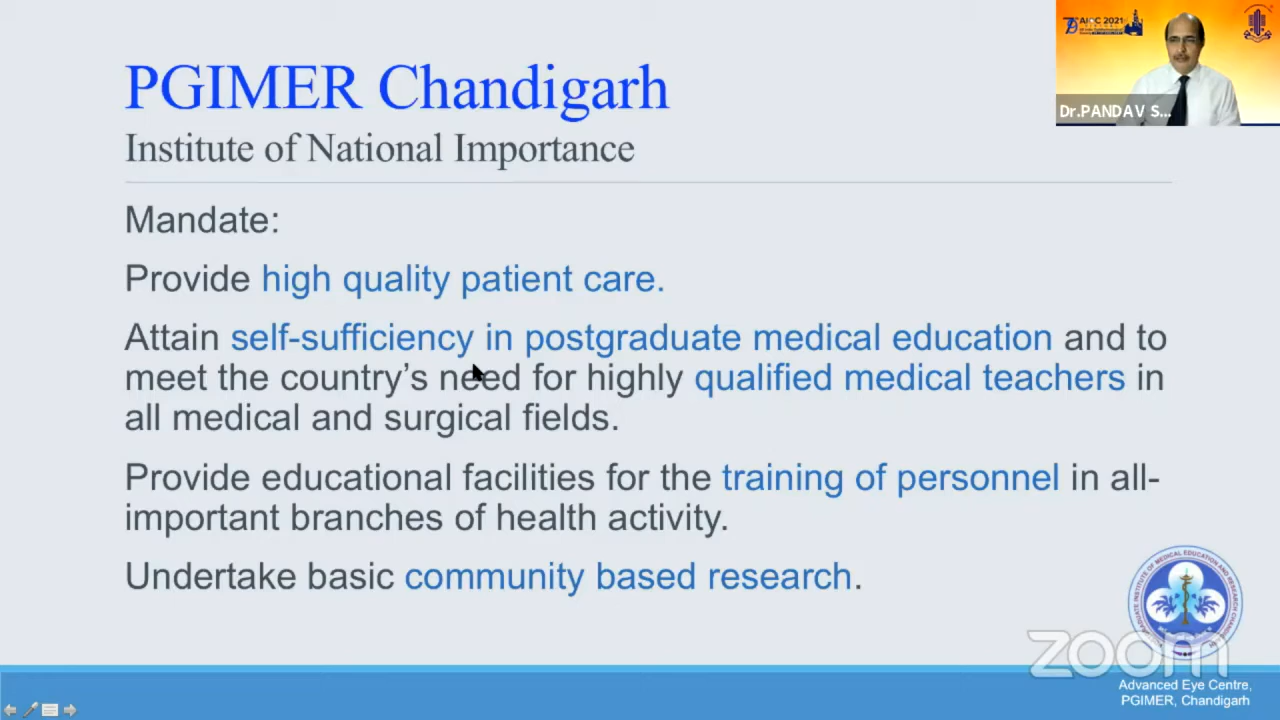 PGIMER Chandigarh
Institute of National Importance
Mandate:
Provide high quality patient care.
Attain self-sufficiency in postgraduate medical education and to
meet the country’s need for highly qualified medical teachers in
all medical and surgical fields.
Provide educational facilities for the training of personnel in all-
important branches of health activity.
Undertake basic community based research.
AIOC 2021
Dr.PANDAV S...
zoom
Advanced Eye Centre,
PGIMER, Chandigarh